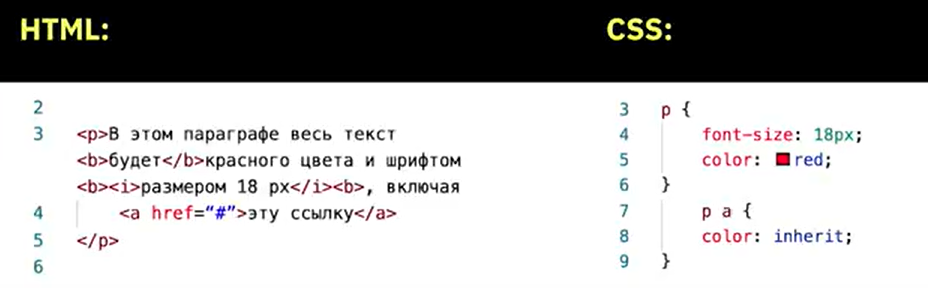 HTML:
CSS:
2
3 <p>В этом параграфе весь текст
<b>будет</b>красного цвета и шрифтом
<b><i>размером 18 px</i><b>, включая
4 <a href=“#”>эту ссылку</a>
5 </p>
6
3 p {
4 font-size: 18px;
5 color: red;
6 }
7 p a {
8 color: inherit;
9 }